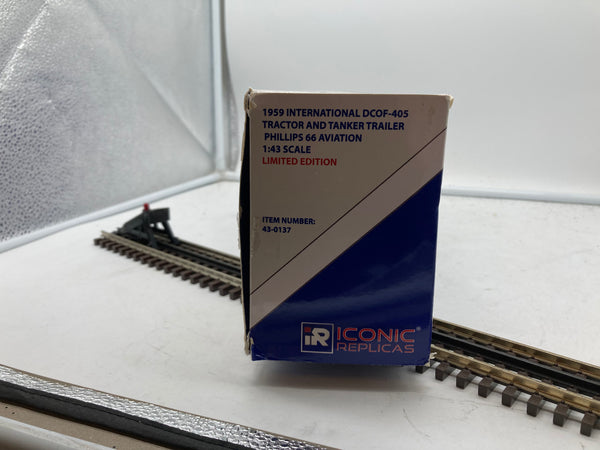 1959 INTERNATIONAL DCOF-405
TRACTOR AND TANKER TRAILER
PHILLIPS 66 AVIATION
1:43 SCALE
LIMITED EDITION
ITEM NUMBER:
43-0137
iR ICONIC®
REPLICAS